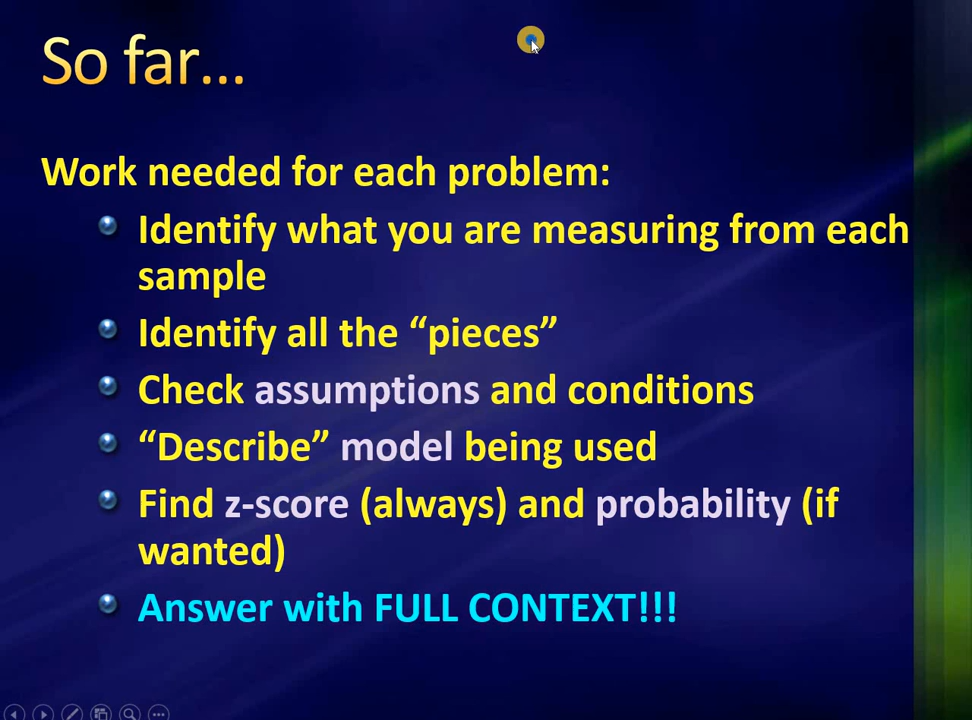 So far…
Work needed for each problem:
Identify what you are measuring from each
sample
Identify all the “pieces”
Check assumptions and conditions
“Describe” model being used
Find z-score (always) and probability (if
wanted)
Answer with FULL CONTEXT!!!